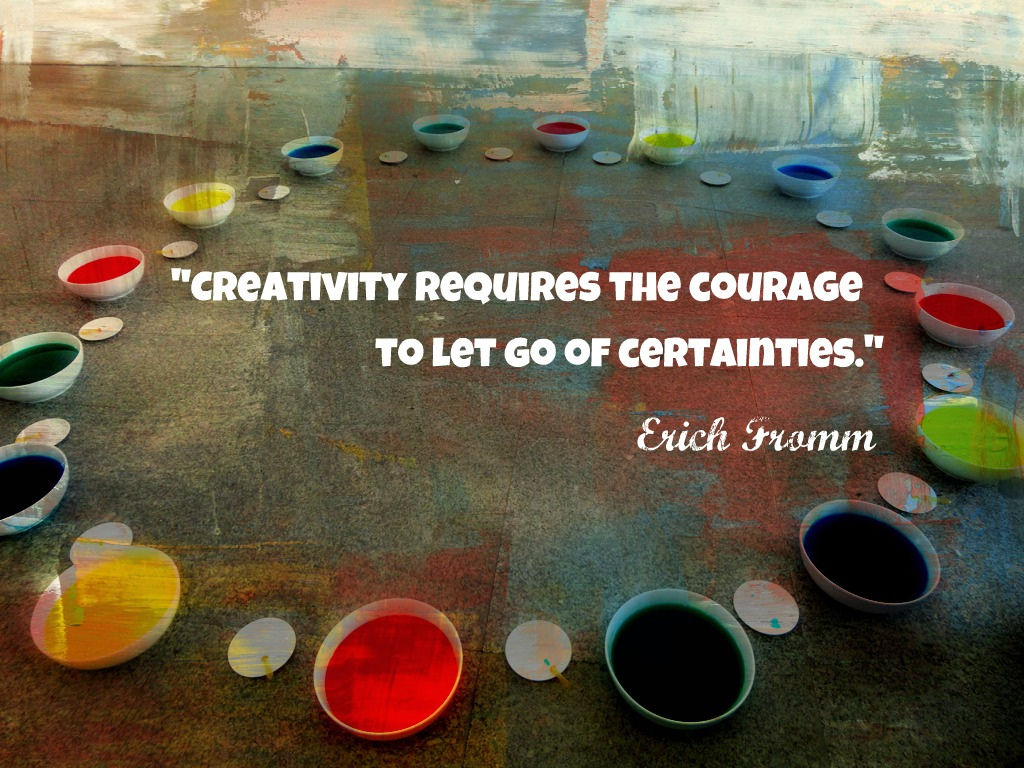 "Creativity requires the courage
to let go of certainties."
Erich Fromm